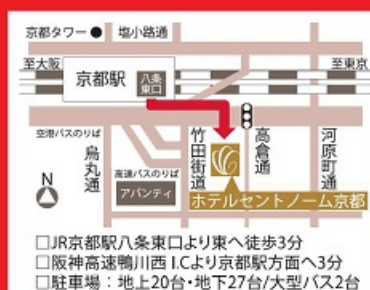 京都タワー● 塩小路通
至大阪
至東京
京都駅
八条
東口
空港バスのりば
烏丸通
高速バスのりば
アバンティ
竹田街道
高倉通
河原町通
N
ホテルセントノーム京都
□JR京都駅八条東口より東へ徒歩3分
□阪神高速鴨川西I.Cより京都駅方面へ3分
□駐車場：地上20台・地下27台/大型バス2台